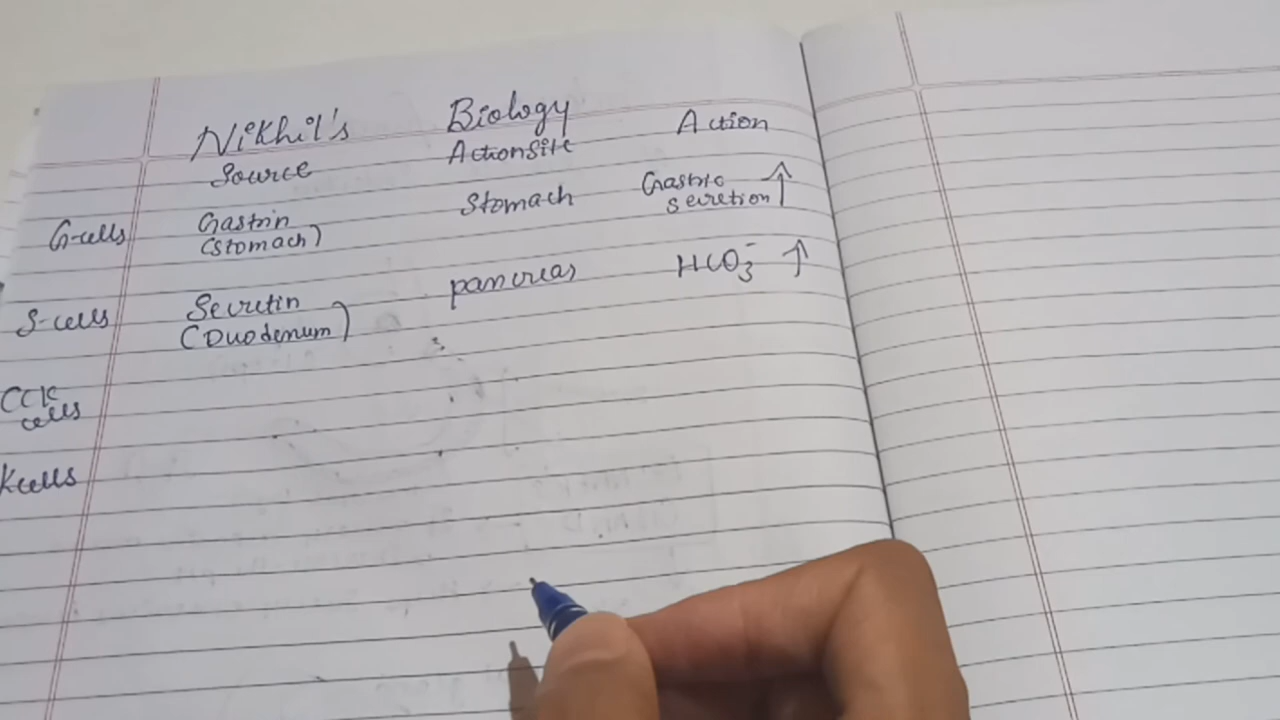 Nikhil's Biology
Source Actionsite Action
G-cells Gastrin Stomach Gastric ↑
(stomach) secretion
S-cells Secretin pancreas HCO3- ↑
(Duodenum)
CCK
cells
K cells